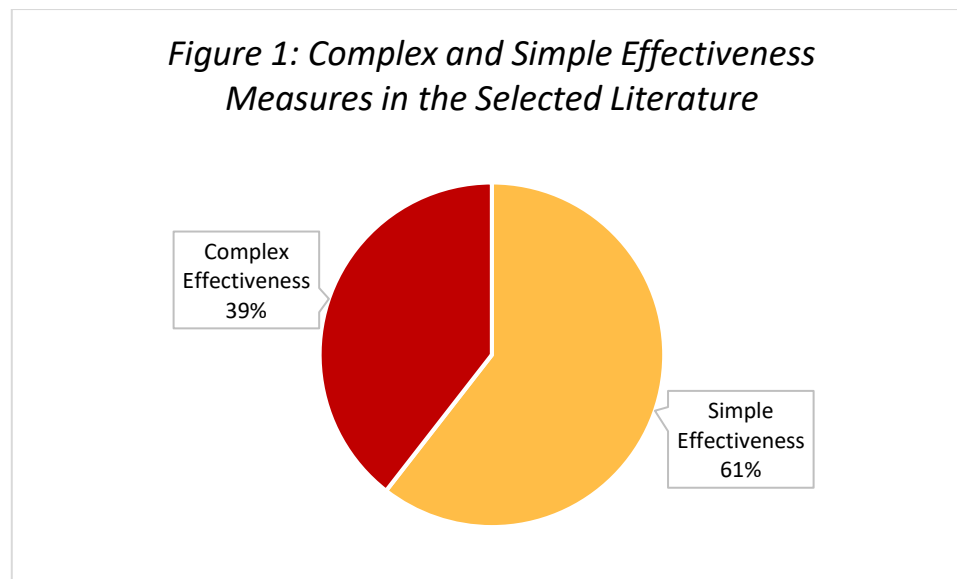 Figure 1: Complex and Simple Effectiveness
Measures in the Selected Literature
Complex
Effectiveness
39%
Simple
Effectiveness
61%